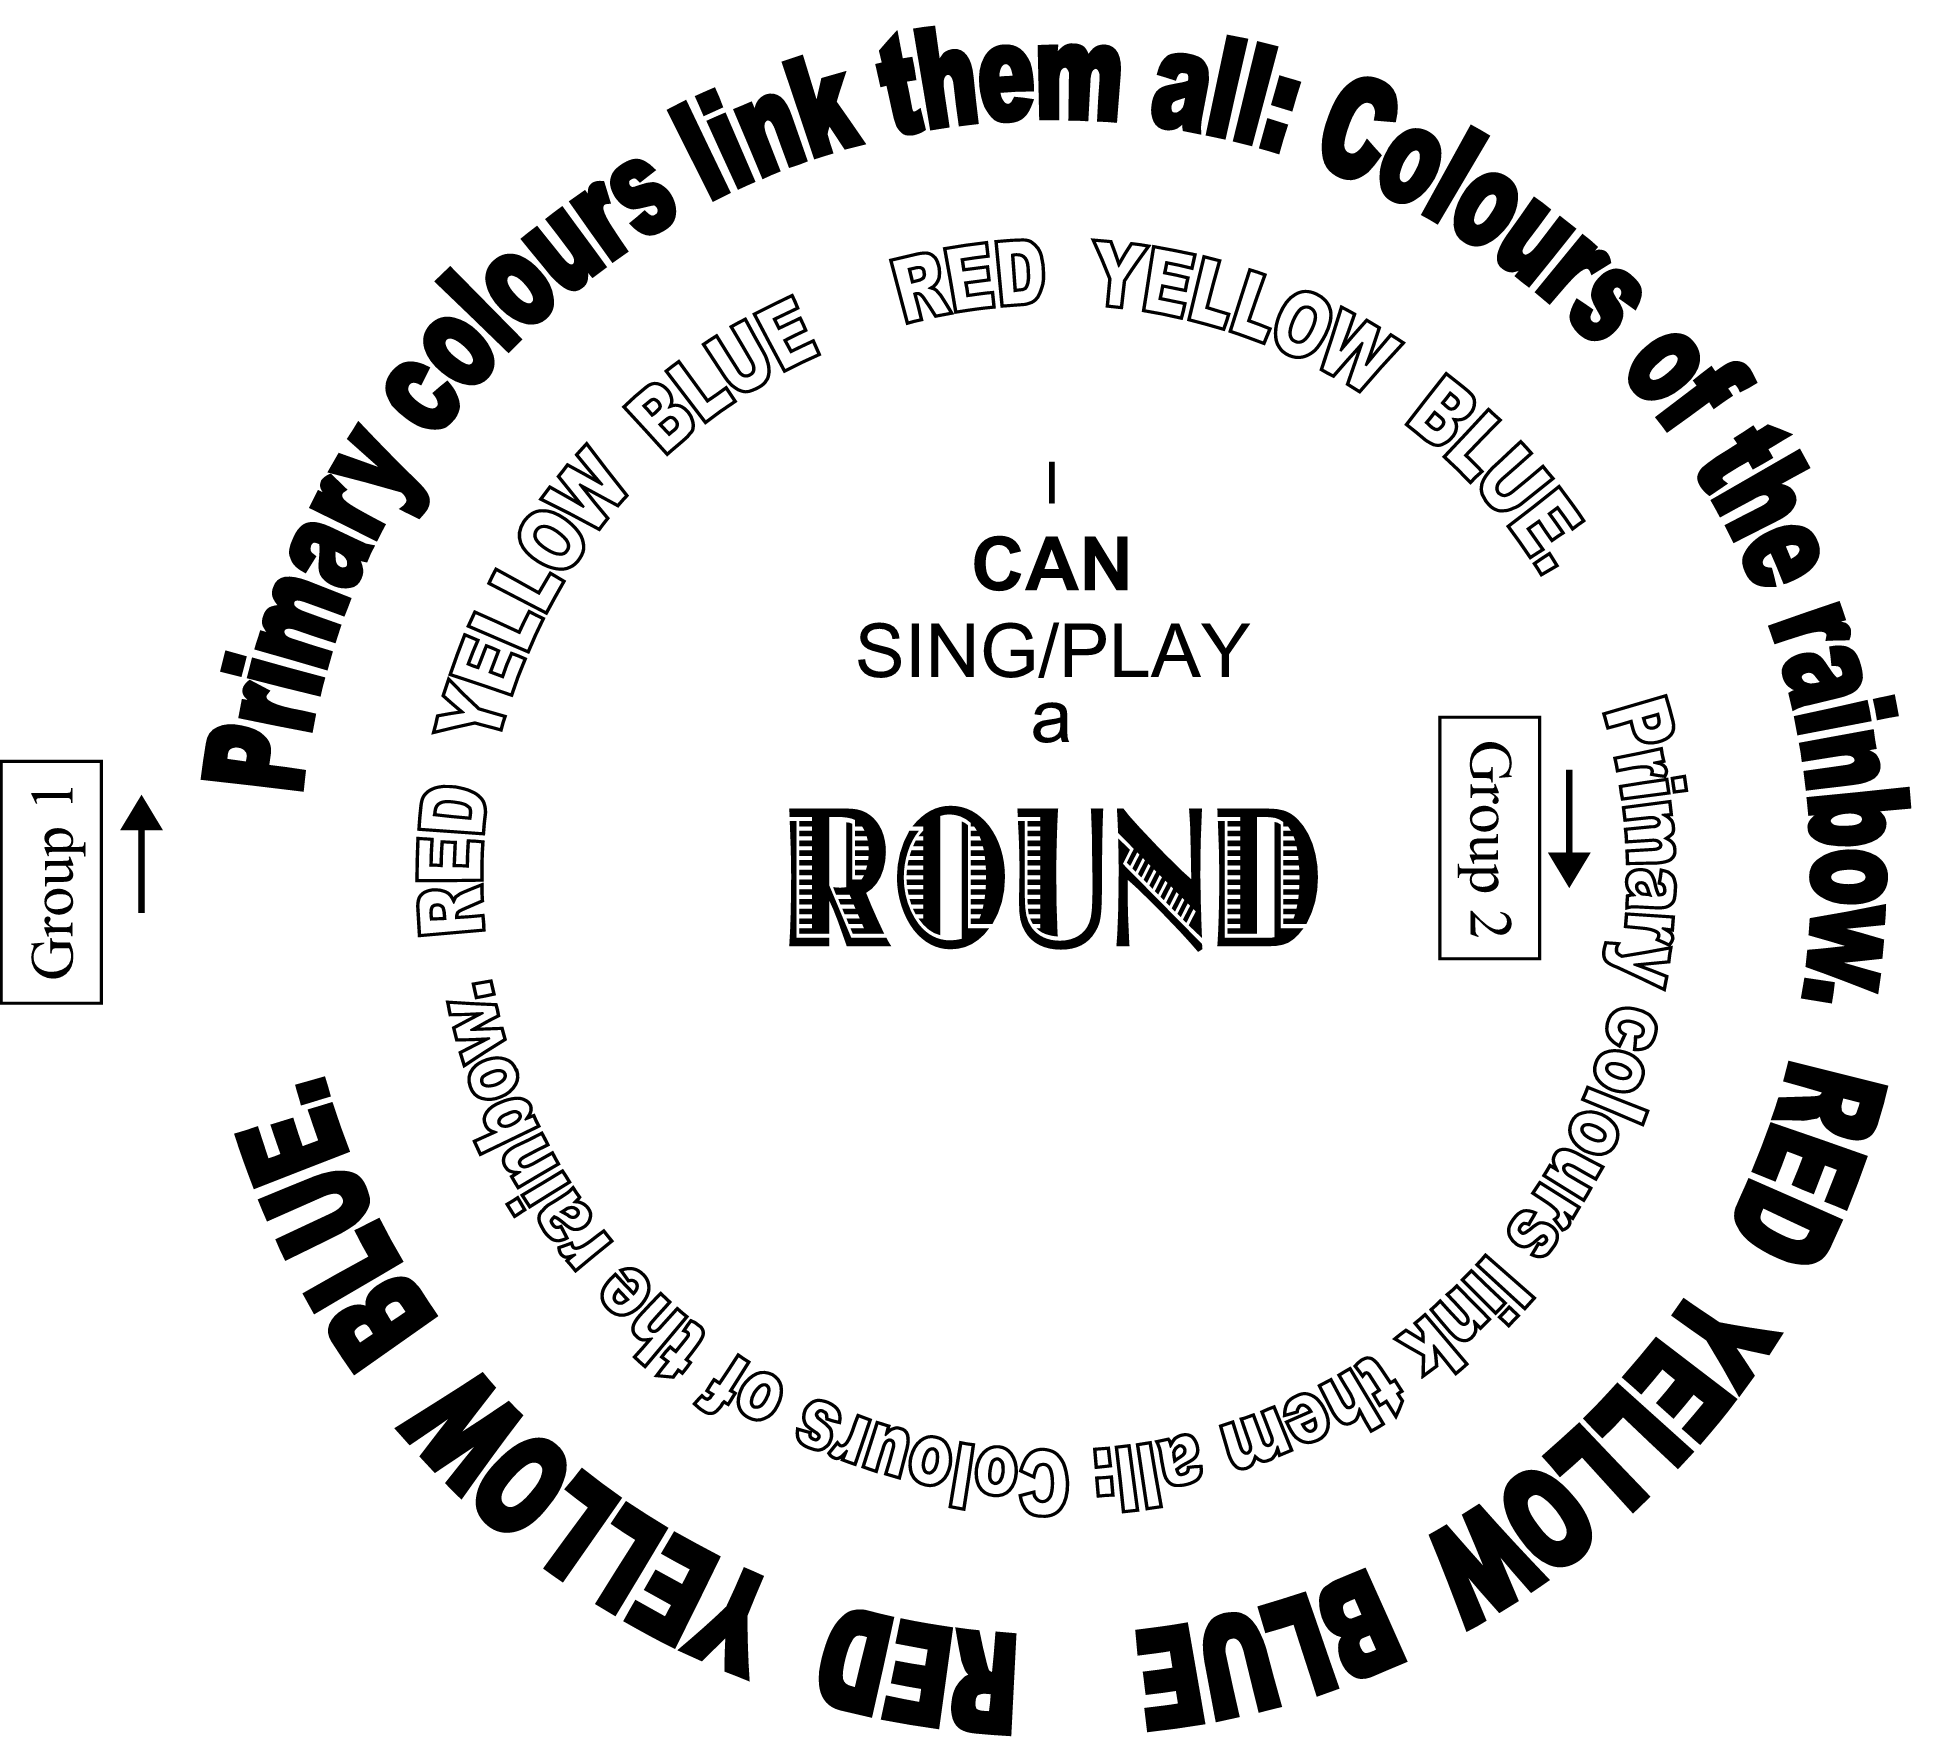 Group 1
Primary colours link them all: Colours of the rainbow. RED YELLOW BLUE RED YELLOW BLUE.
Group 2
Primary colours link them all: Colours of the rainbow. RED YELLOW BLUE RED YELLOW BLUE.
I
CAN
SING/PLAY
a
ROUND